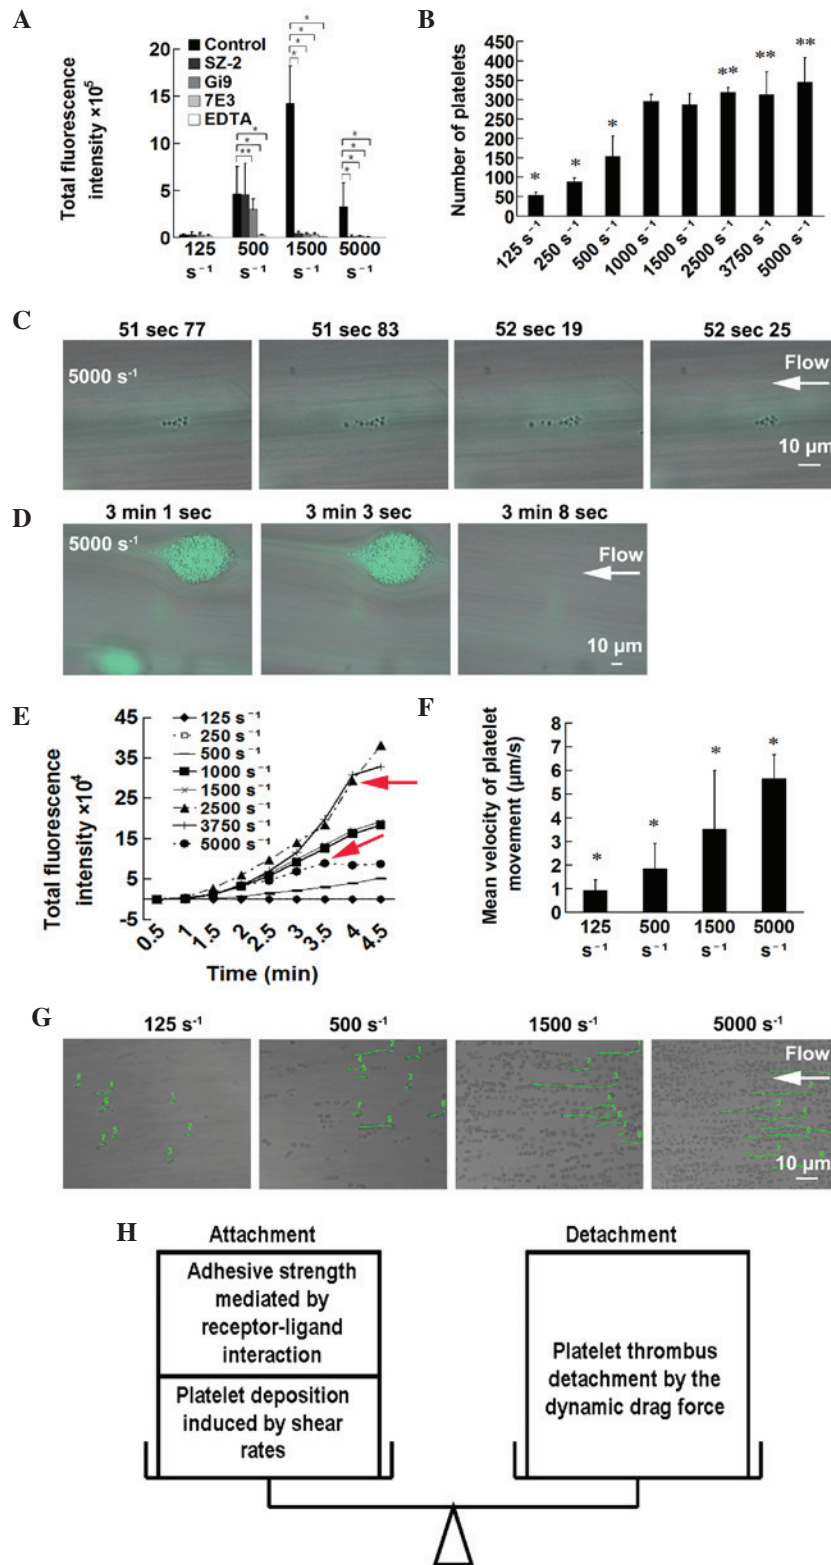 A
Total fluorescence
intensity ×10⁵
20
15
10
5
0
Control
SZ-2
Gi9
7E3
EDTA
* * * **
* * * *
* * * *
125 500 1500 5000
s⁻¹ s⁻¹ s⁻¹ s⁻¹
B
Number of platelets
450
400
350
300
250
200
150
100
50
0
* * * ** ** **
125 s⁻¹
250 s⁻¹
500 s⁻¹
1000 s⁻¹
1500 s⁻¹
2500 s⁻¹
3750 s⁻¹
5000 s⁻¹
C
51 sec 77 51 sec 83 52 sec 19 52 sec 25
5000 s⁻¹
Flow
10 µm
D
3 min 1 sec 3 min 3 sec 3 min 8 sec
5000 s⁻¹
Flow
10 µm
E
Total fluorescence
intensity ×10⁴
45
35
25
15
5
-5
125 s⁻¹
250 s⁻¹
500 s⁻¹
1000 s⁻¹
1500 s⁻¹
2500 s⁻¹
3750 s⁻¹
5000 s⁻¹
0.5 1 1.5 2 2.5 3 3.5 4 4.5
Time (min)
F
Mean velocity of platelet
movement (µm/s)
8
7
6
5
4
3
2
1
0
* * * *
125 500 1500 5000
s⁻¹ s⁻¹ s⁻¹ s⁻¹
G
125 s⁻¹ 500 s⁻¹ 1500 s⁻¹ 5000 s⁻¹
Flow
10 µm
H
Attachment
Adhesive strength
mediated by
receptor-ligand
interaction
Platelet deposition
induced by shear
rates
Detachment
Platelet thrombus
detachment by the
dynamic drag force